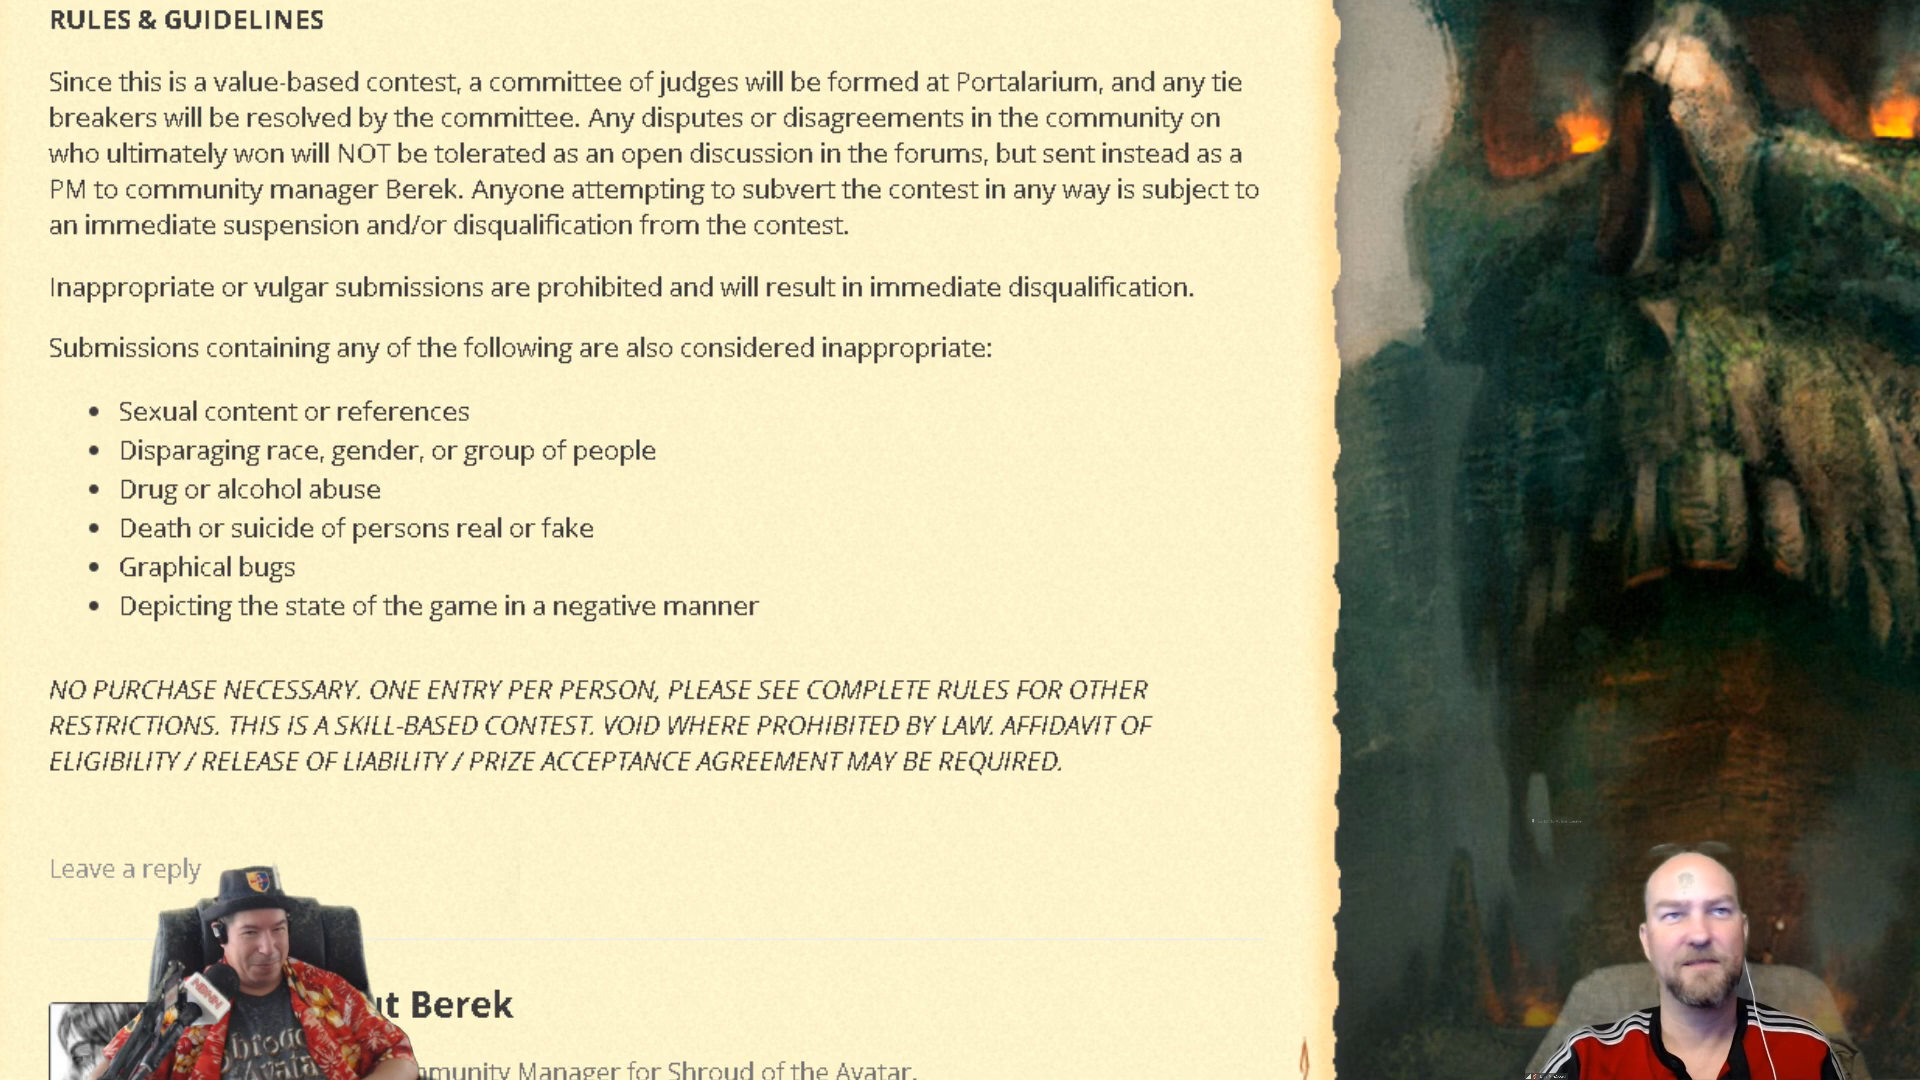 RULES & GUIDELINES
Since this is a value-based contest, a committee of judges will be formed at Portalarium, and any tie
breakers will be resolved by the committee. Any disputes or disagreements in the community on
who ultimately won will NOT be tolerated as an open discussion in the forums, but sent instead as a
PM to community manager Berek. Anyone attempting to subvert the contest in any way is subject to
an immediate suspension and/or disqualification from the contest.
Inappropriate or vulgar submissions are prohibited and will result in immediate disqualification.
Submissions containing any of the following are also considered inappropriate:
• Sexual content or references
• Disparaging race, gender, or group of people
• Drug or alcohol abuse
• Death or suicide of persons real or fake
• Graphical bugs
• Depicting the state of the game in a negative manner
NO PURCHASE NECESSARY. ONE ENTRY PER PERSON, PLEASE SEE COMPLETE RULES FOR OTHER
RESTRICTIONS. THIS IS A SKILL-BASED CONTEST. VOID WHERE PROHIBITED BY LAW. AFFIDAVIT OF
ELIGIBILITY / RELEASE OF LIABILITY / PRIZE ACCEPTANCE AGREEMENT MAY BE REQUIRED.
Leave a reply
Berek
Manager for Shroud of the Avatar.